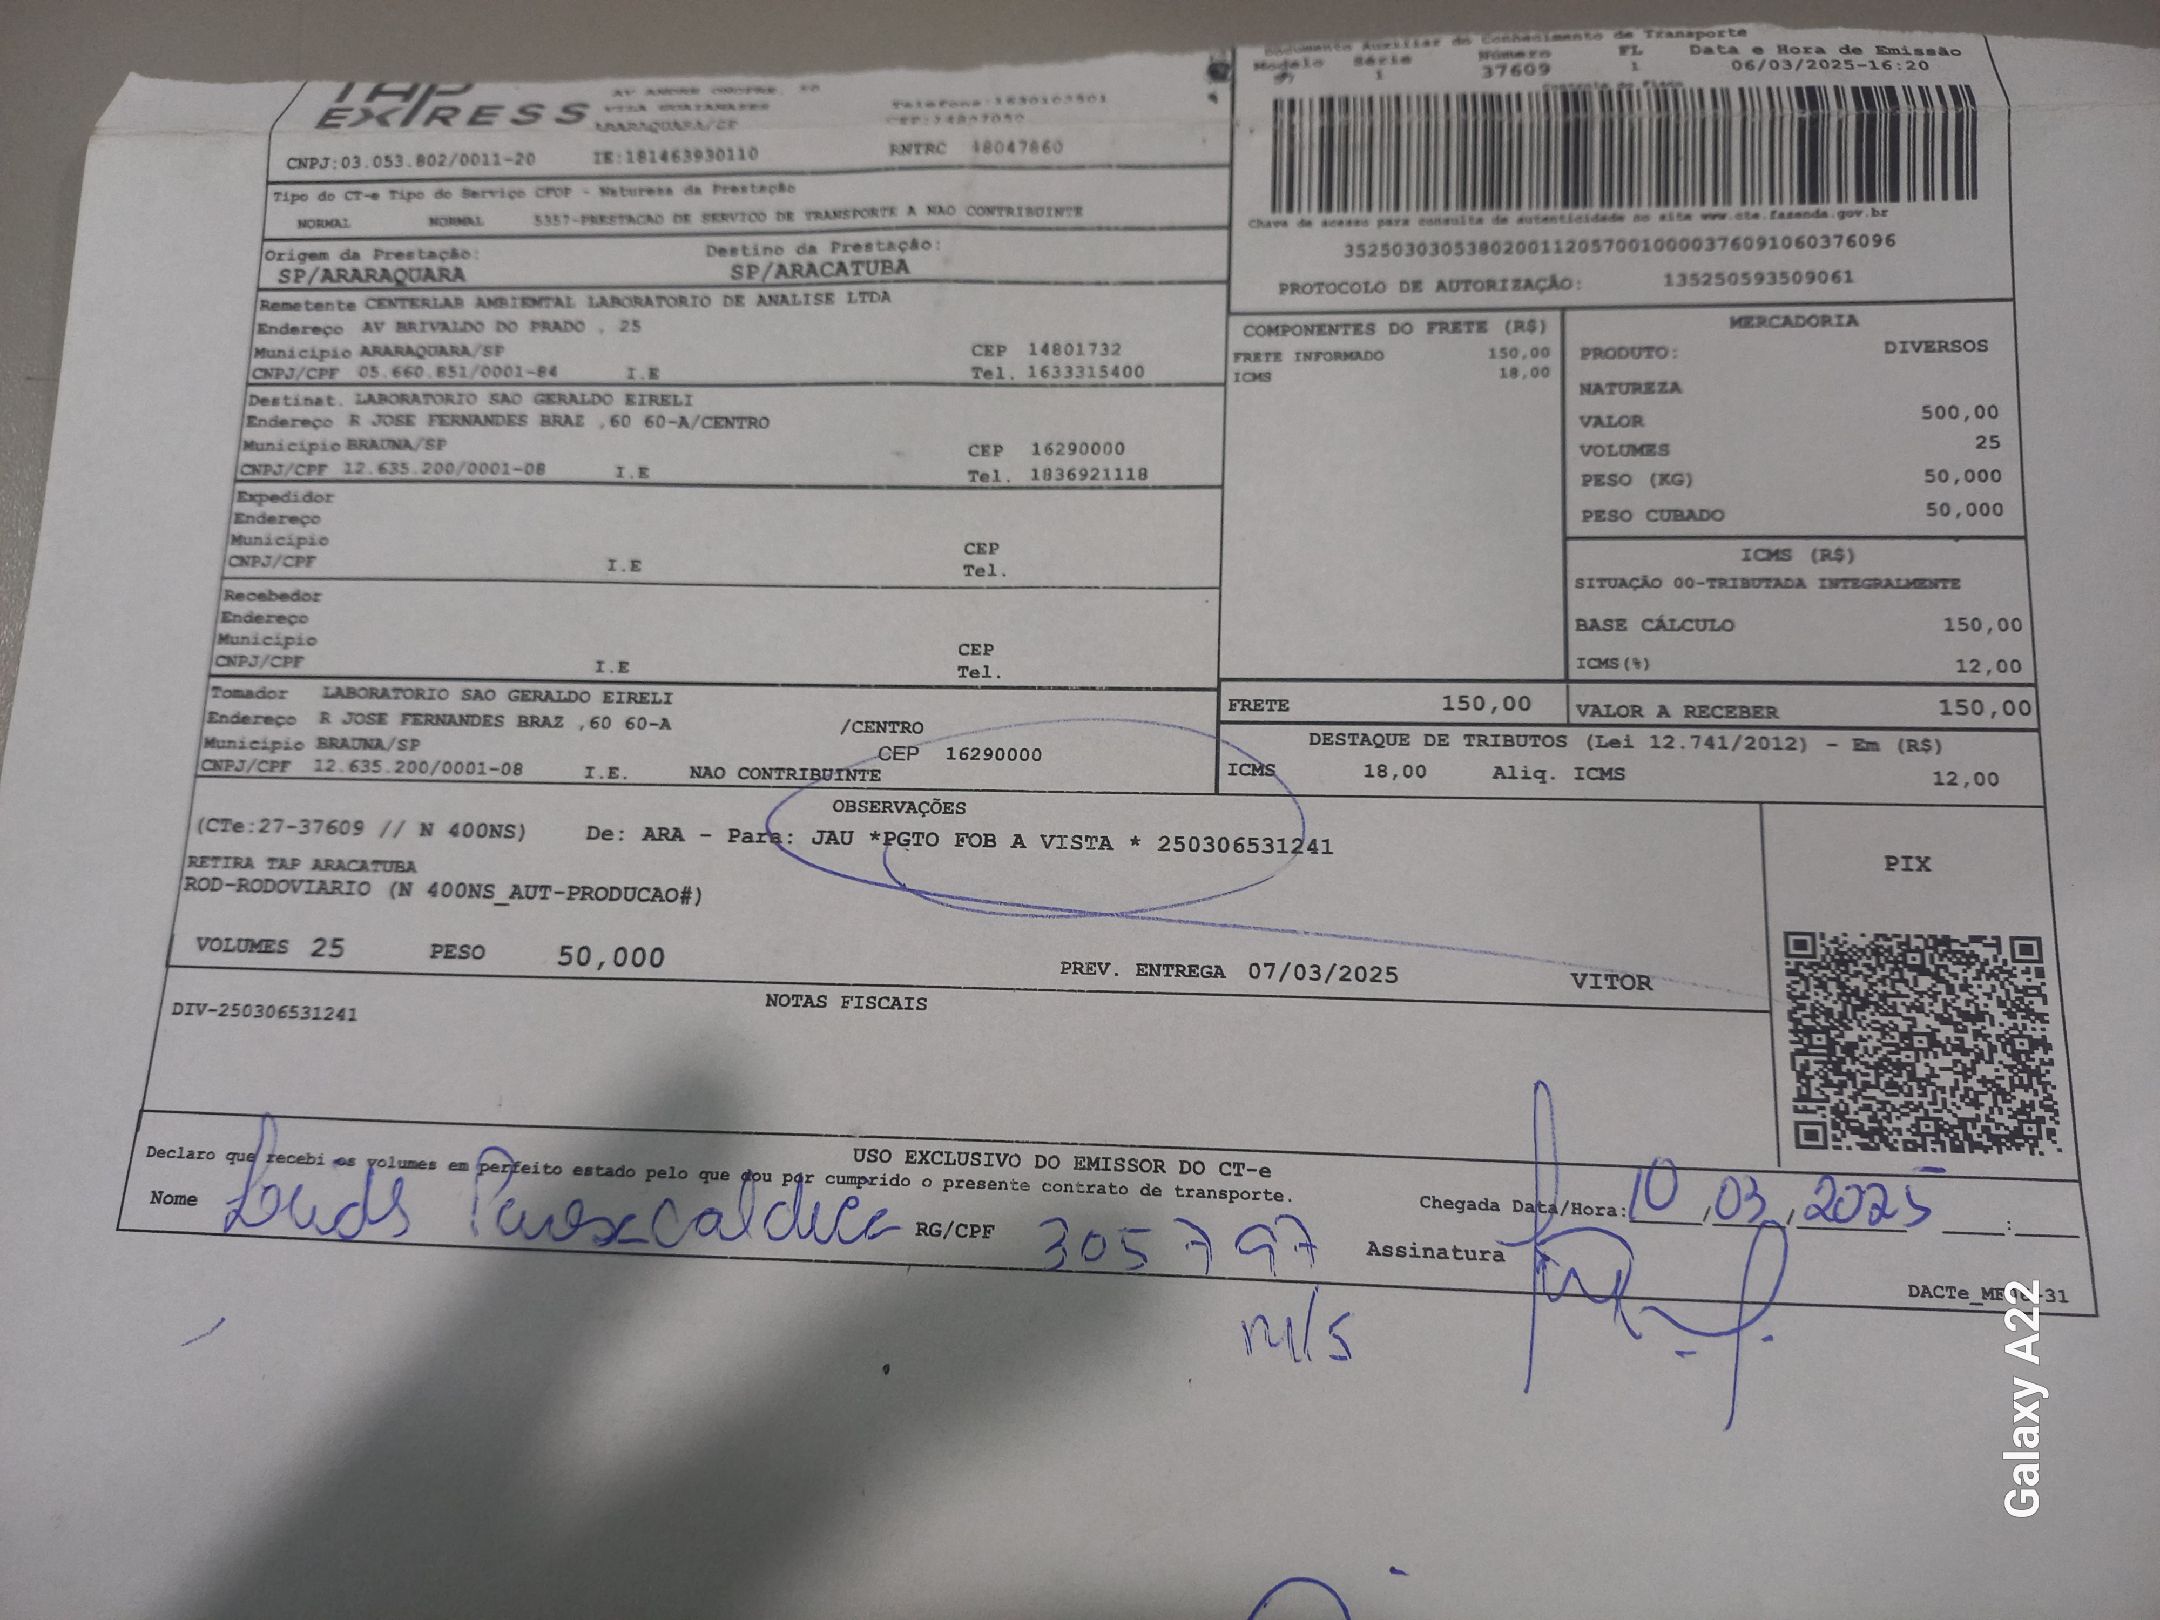 Documento Auxiliar do Conhecimento de Transporte
Modelo Série Número FL Data e Hora de Emissão
1 37609 1 06/03/2025-16:20
Controle do Fisco
TAP
EXPRESS
ARARAQUARA/SP
CNPJ:03.053.802/0011-20 IE:181463930110 RNTRC 48047860
Tipo do CT-e Tipo do Serviço CFOP - Natureza da Prestação
NORMAL NORMAL 5357-PRESTACAO DE SERVICO DE TRANSPORTE A NAO CONTRIBUINTE
Chave de acesso para consulta de autenticidade no site www.cte.fazenda.gov.br
35250303053802001120570010000376091060376096
PROTOCOLO DE AUTORIZAÇÃO: 135250593509061
Origem da Prestação: Destino da Prestação:
SP/ARARAQUARA SP/ARACATUBA
Remetente CENTERLAB AMBIENTAL LABORATORIO DE ANALISE LTDA
Endereço AV BRIVALDO DO PRADO , 25
Município ARARAQUARA/SP CEP 14801732
CNPJ/CPF 05.660.851/0001-84 I.E Tel. 1633315400
Destinat. LABORATORIO SAO GERALDO EIRELI
Endereço R JOSE FERNANDES BRAZ ,60 60-A/CENTRO
Município BRAUNA/SP CEP 16290000
CNPJ/CPF 12.635.200/0001-08 I.E Tel. 1836921118
Expedidor
Endereço
Município CEP
CNPJ/CPF I.E Tel.
Recebedor
Endereço
Município CEP
CNPJ/CPF I.E Tel.
Tomador LABORATORIO SAO GERALDO EIRELI
Endereço R JOSE FERNANDES BRAZ ,60 60-A /CENTRO
Município BRAUNA/SP CEP 16290000
CNPJ/CPF 12.635.200/0001-08 I.E. NAO CONTRIBUINTE
COMPONENTES DO FRETE (R$)
FRETE INFORMADO 150,00
ICMS 18,00
MERCADORIA
PRODUTO: DIVERSOS
NATUREZA
VALOR 500,00
VOLUMES 25
PESO (KG) 50,000
PESO CUBADO 50,000
ICMS (R$)
SITUAÇÃO 00-TRIBUTADA INTEGRALMENTE
BASE CÁLCULO 150,00
ICMS(%) 12,00
FRETE 150,00 VALOR A RECEBER 150,00
DESTAQUE DE TRIBUTOS (Lei 12.741/2012) - Em (R$)
ICMS 18,00 Aliq. ICMS 12,00
OBSERVAÇÕES
(CTe:27-37609 // N 400NS) De: ARA - Para: JAU *PGTO FOB A VISTA * 250306531241
RETIRA TAP ARACATUBA
ROD-RODOVIARIO (N 400NS_AUT-PRODUCAO#)
VOLUMES 25 PESO 50,000 PREV. ENTREGA 07/03/2025 VITOR
PIX
NOTAS FISCAIS
DIV-250306531241
USO EXCLUSIVO DO EMISSOR DO CT-e
Declaro que recebi os volumes em perfeito estado pelo que dou por cumprido o presente contrato de transporte.
Nome RG/CPF 305797 Assinatura
Chegada Data/Hora: 10,03,2025 :
DACTe_
Galaxy A22